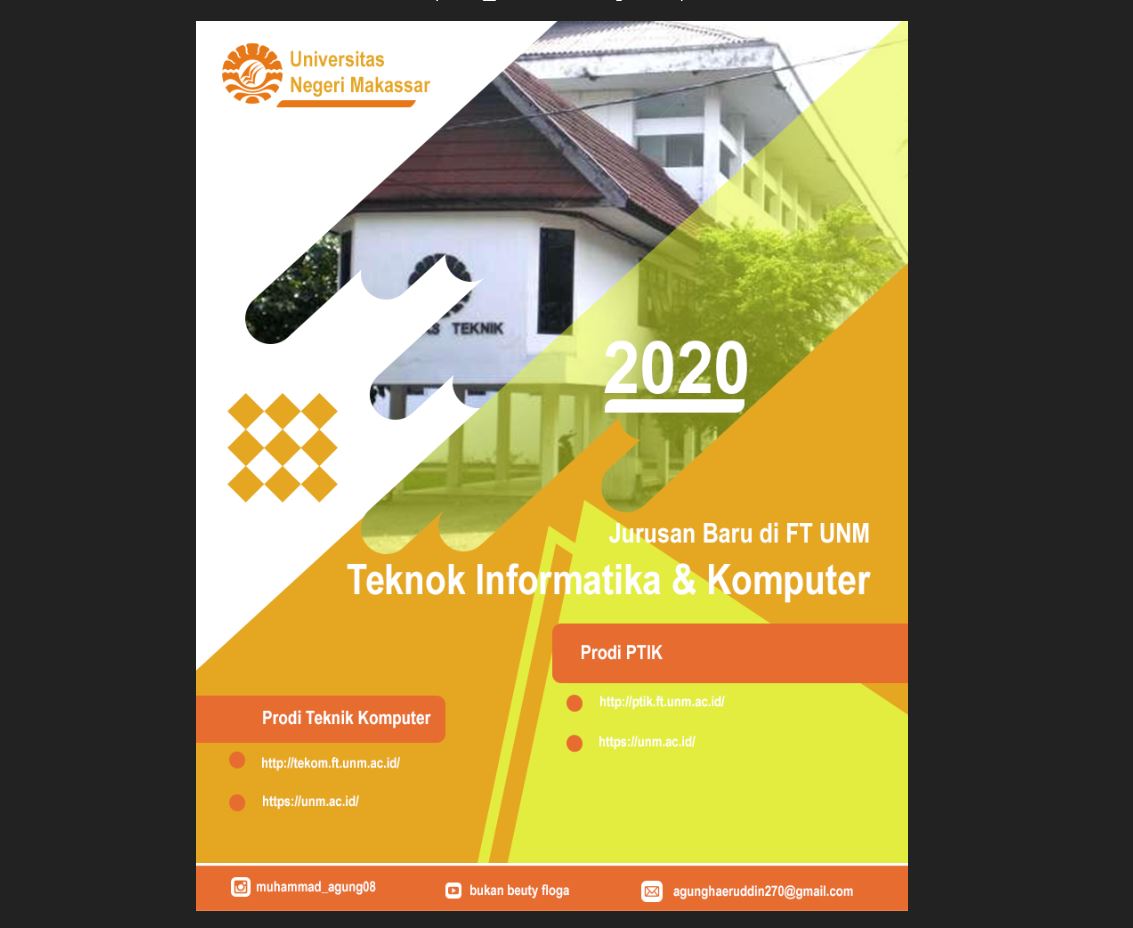 Universitas
Negeri Makassar
TEKNIK
2020
Jurusan Baru di FT UNM
Teknok Informatika & Komputer
Prodi PTIK
http://ptik.ft.unm.ac.id/
https://unm.ac.id/
Prodi Teknik Komputer
http://tekom.ft.unm.ac.id/
https://unm.ac.id/
muhammad_agung08
bukan beuty floga
agunghaeruddin270@gmail.com